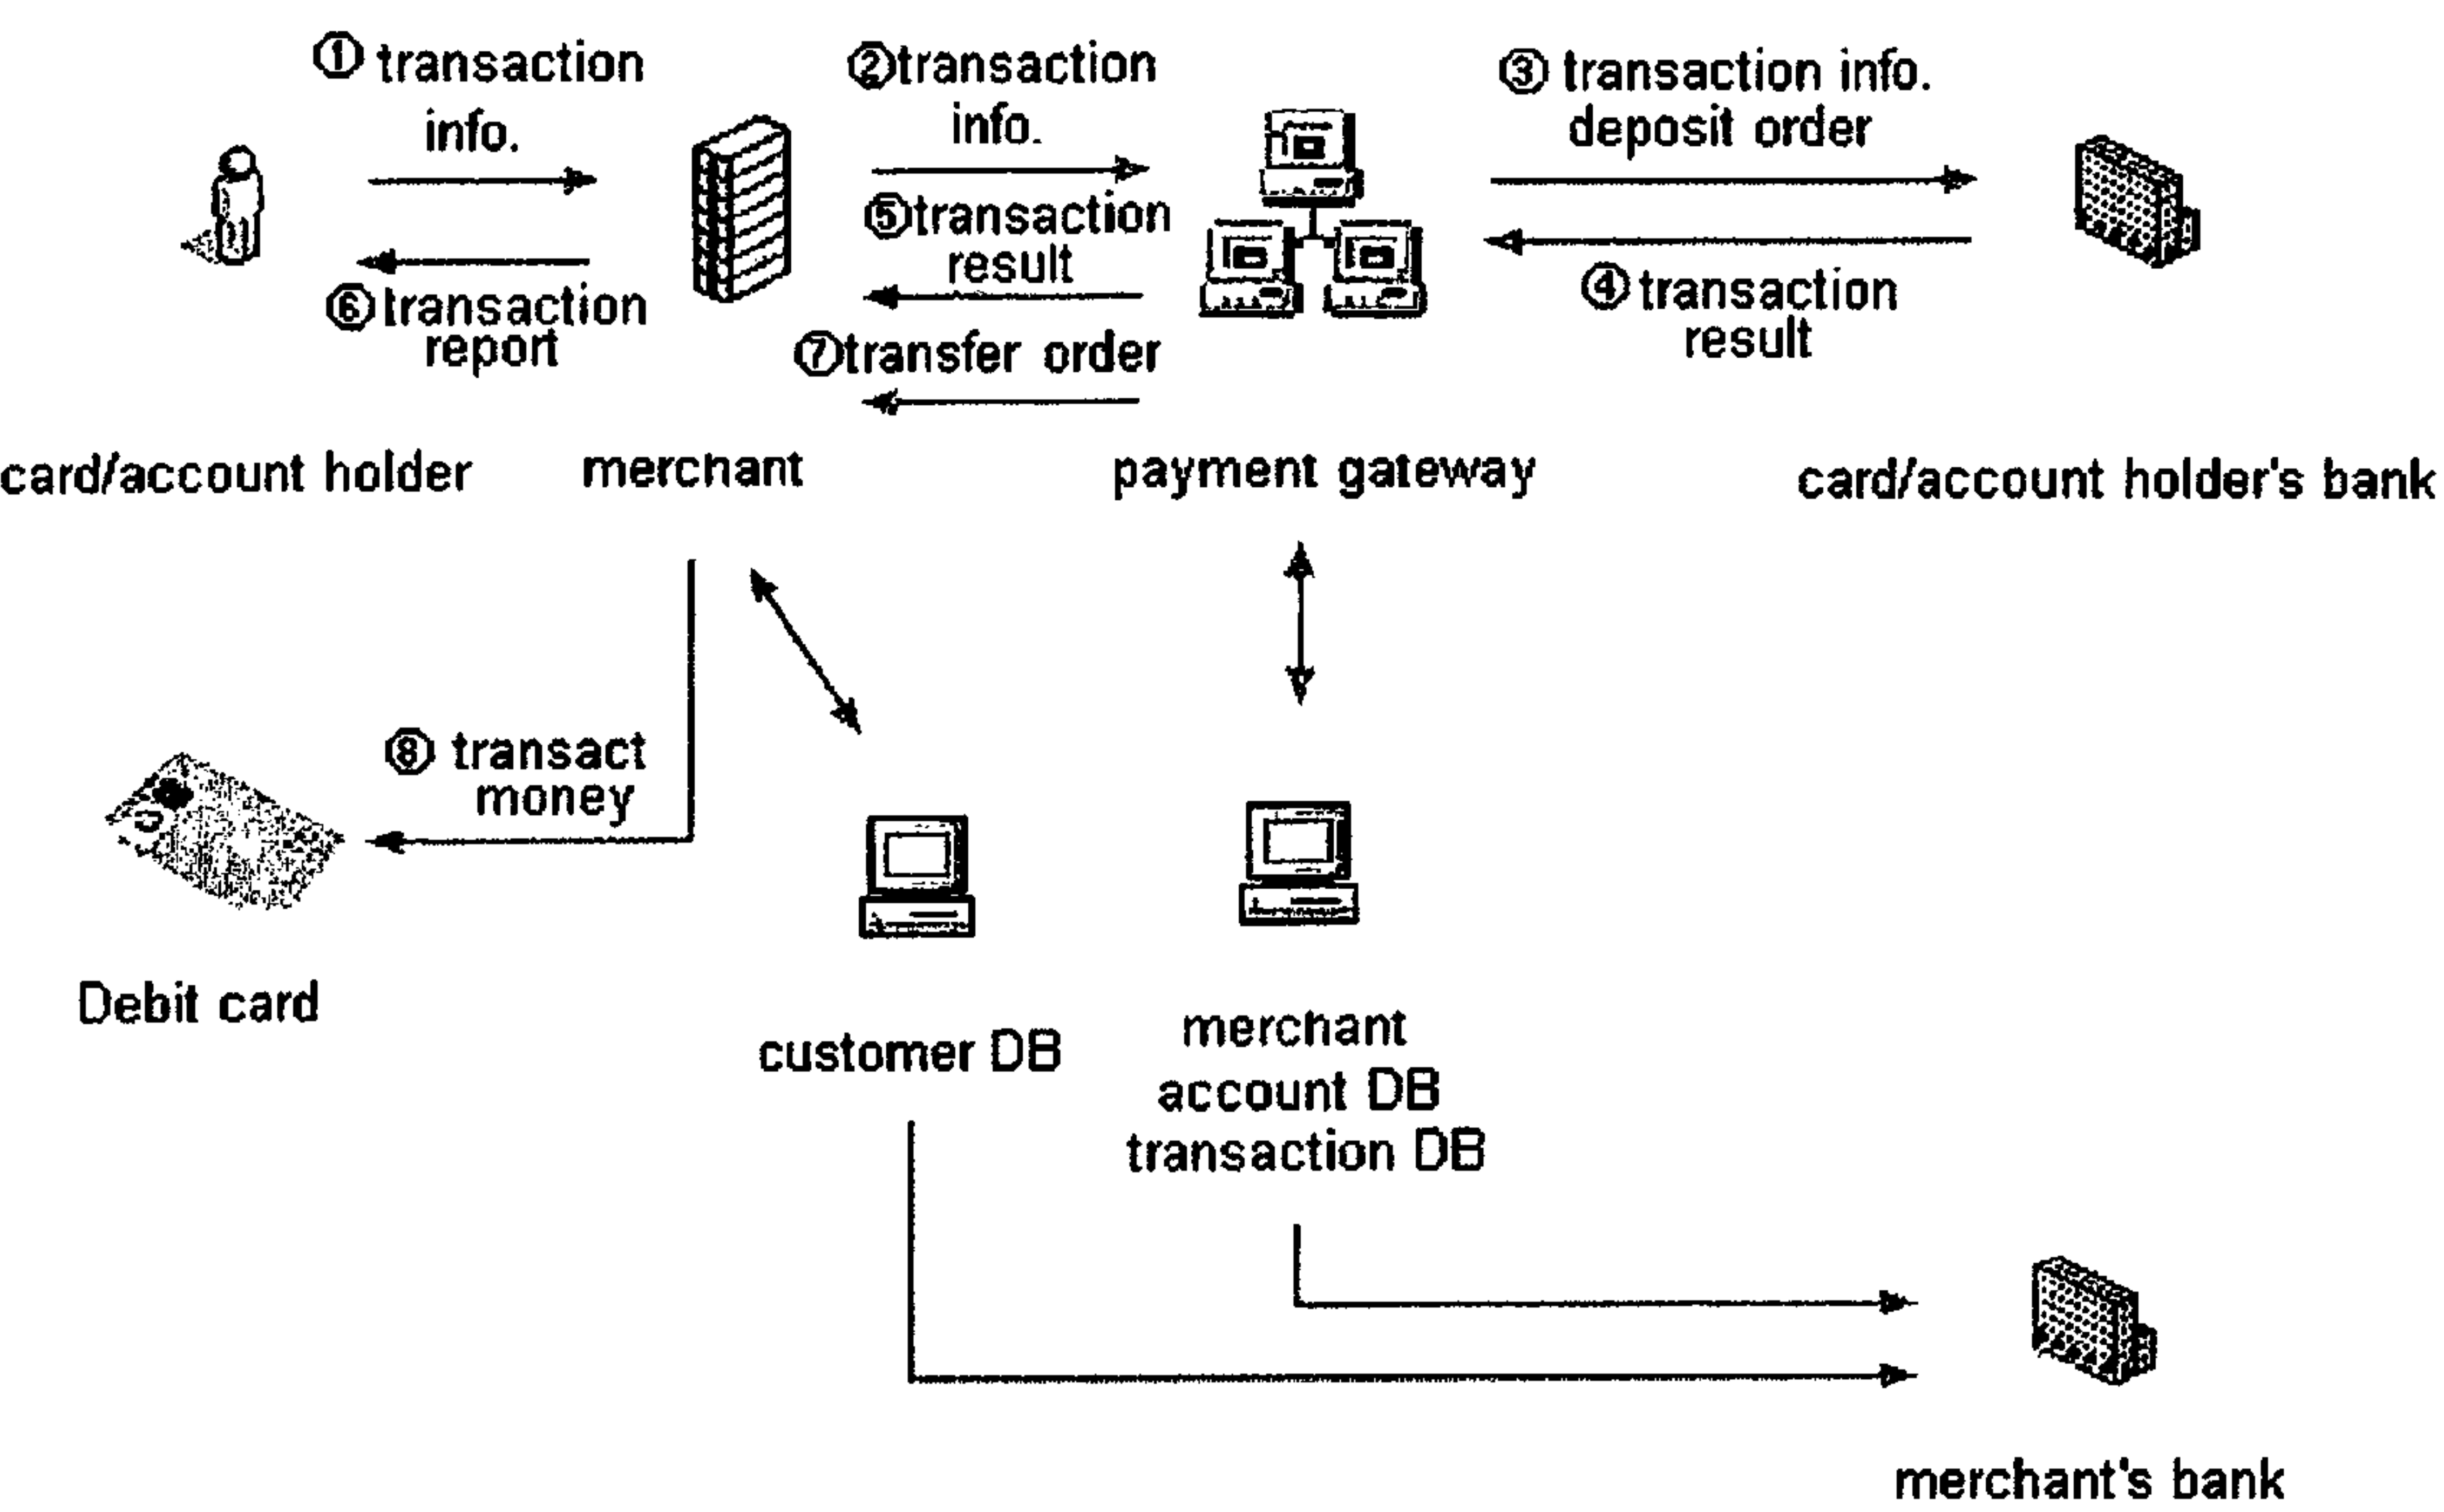 ① transaction
info.
②transaction
info.
③ transaction info.
deposit order
⑤transaction
result
④transaction
result
⑥transaction
report
⑦transfer order
card/account holder
merchant
payment gateway
card/account holder's bank
⑧ transact
money
Debit card
customer DB
merchant
account DB
transaction DB
merchant's bank